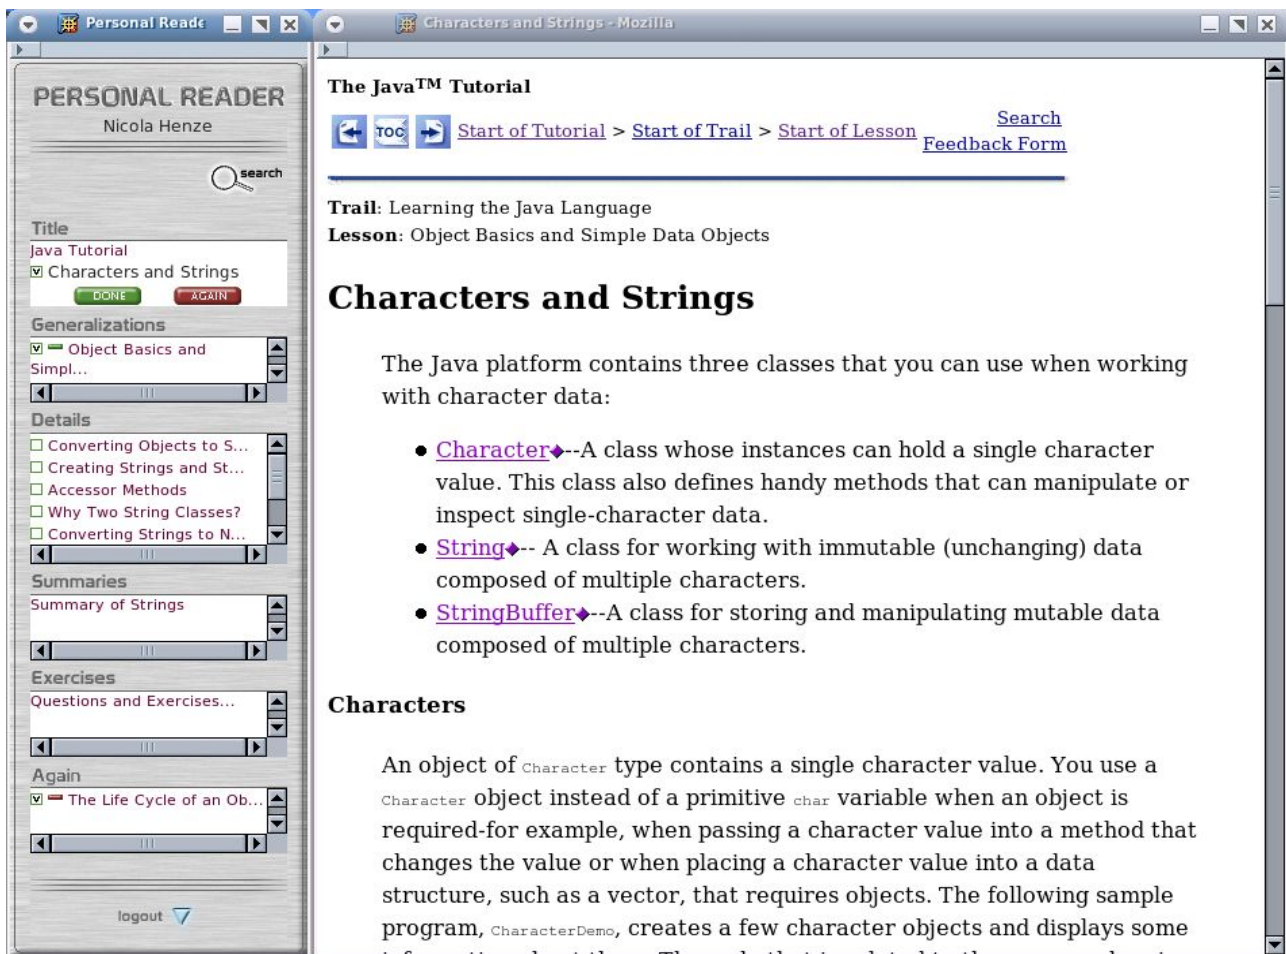 Personal Reade
Characters and Strings - Mozilla
PERSONAL READER
Nicola Henze
search
Title
Java Tutorial
Characters and Strings
DONE AGAIN
Generalizations
Object Basics and
Simpl...
Details
Converting Objects to S...
Creating Strings and St...
Accessor Methods
Why Two String Classes?
Converting Strings to N...
Summaries
Summary of Strings
Exercises
Questions and Exercises...
Again
The Life Cycle of an Ob...
logout
The Java™ Tutorial
TOC Start of Tutorial > Start of Trail > Start of Lesson
Search
Feedback Form
Trail: Learning the Java Language
Lesson: Object Basics and Simple Data Objects
Characters and Strings
The Java platform contains three classes that you can use when working
with character data:
Character--A class whose instances can hold a single character
value. This class also defines handy methods that can manipulate or
inspect single-character data.
String-- A class for working with immutable (unchanging) data
composed of multiple characters.
StringBuffer--A class for storing and manipulating mutable data
composed of multiple characters.
Characters
An object of Character type contains a single character value. You use a
Character object instead of a primitive char variable when an object is
required-for example, when passing a character value into a method that
changes the value or when placing a character value into a data
structure, such as a vector, that requires objects. The following sample
program, CharacterDemo, creates a few character objects and displays some